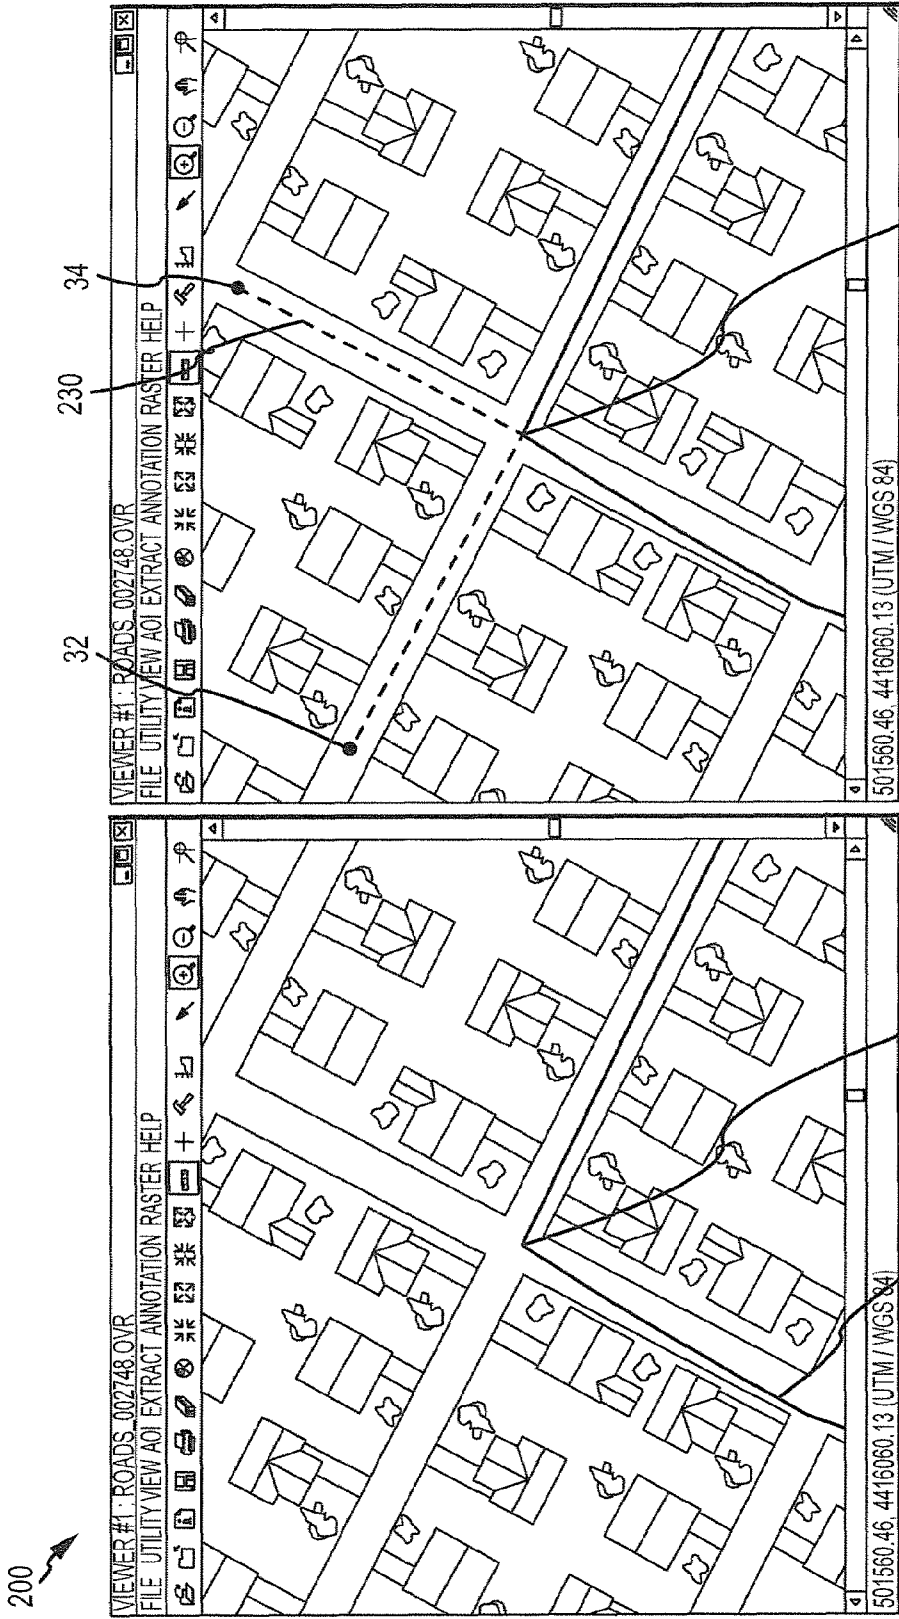 200
VIEWER #1 : ROADS_002748.OVR
FILE UTILITY VIEW AOI EXTRACT ANNOTATION RASTER HELP
501560.46, 4416060.13 (UTM / WGS 84)
32
230
34
VIEWER #1 : ROADS_002748.OVR
FILE UTILITY VIEW AOI EXTRACT ANNOTATION RASTER HELP
501560.46, 4416060.13 (UTM / WGS 84)